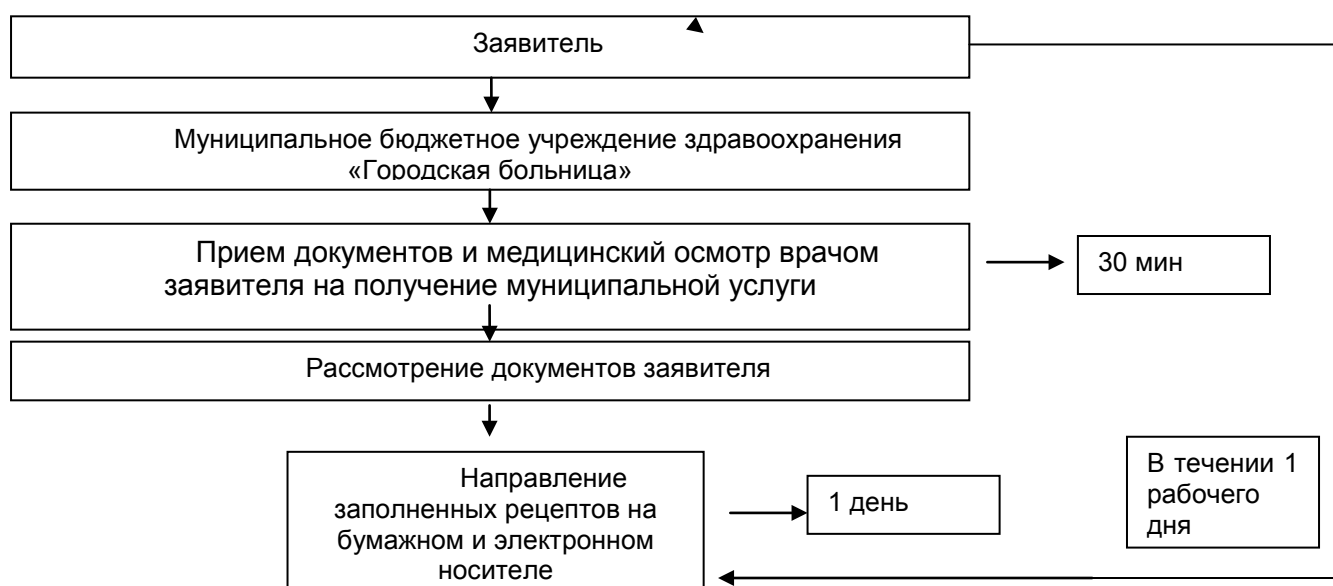 Заявитель
Муниципальное бюджетное учреждение здравоохранения
«Городская больница»
Прием документов и медицинский осмотр врачом
заявителя на получение муниципальной услуги
30 мин
Рассмотрение документов заявителя
Направление
заполненных рецептов на
бумажном и электронном
носителе
1 день
В течении 1
рабочего
дня